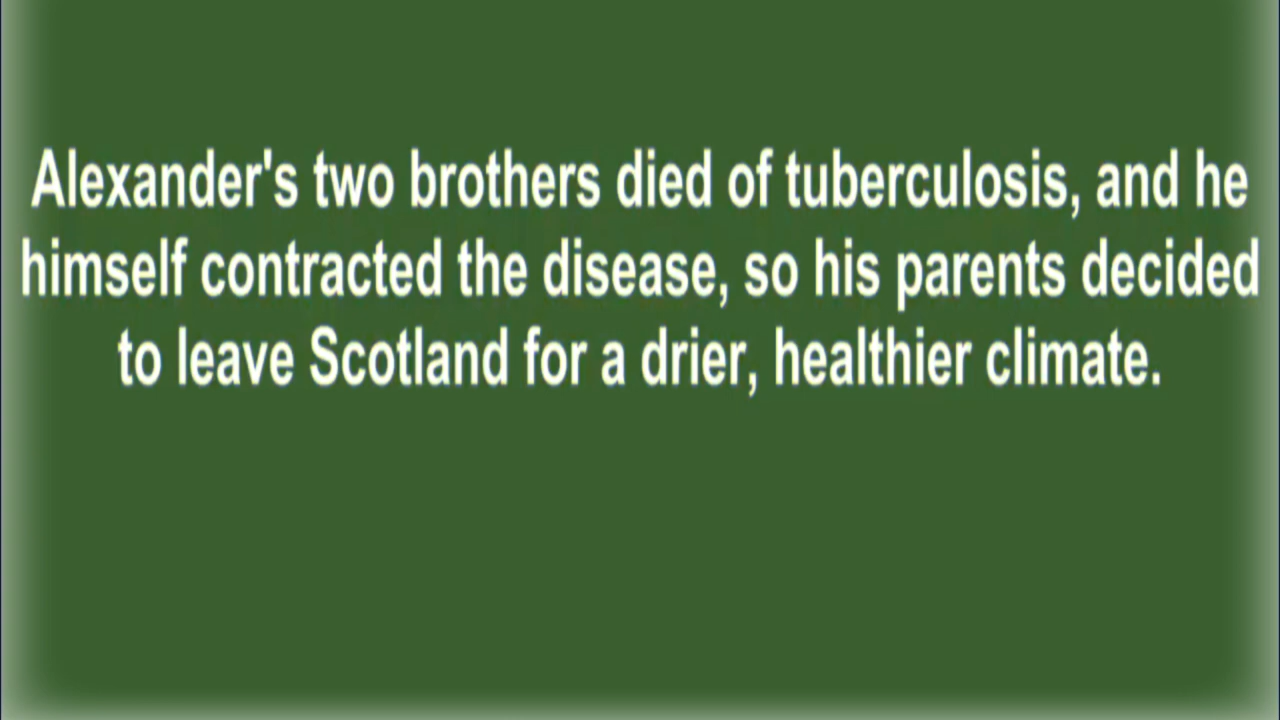 Alexander's two brothers died of tuberculosis, and he
himself contracted the disease, so his parents decided
to leave Scotland for a drier, healthier climate.